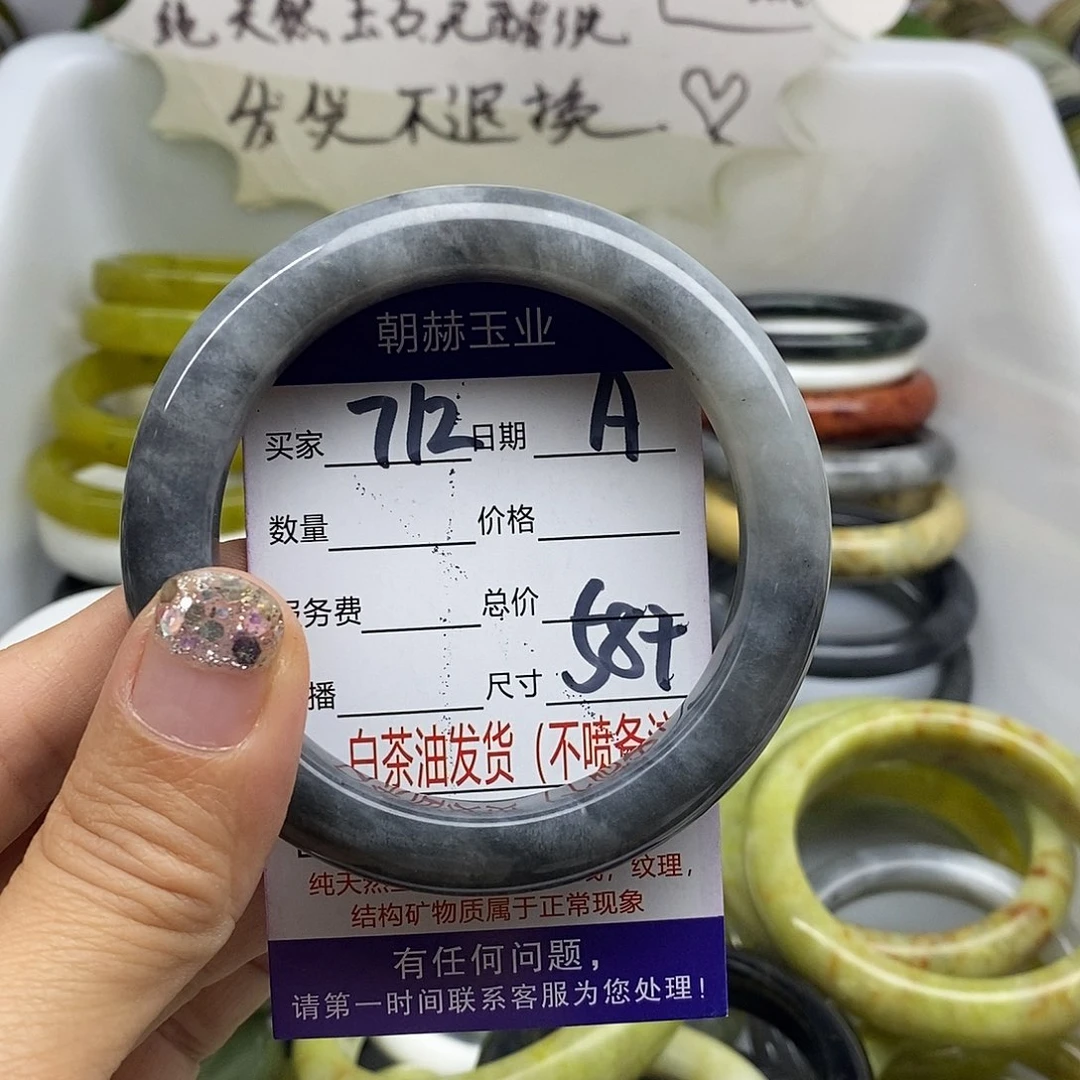 纯天然玉石无酸洗
发货不退换
朝赫玉业
买家 712 日期 A
数量 价格
服务费 总价
播 尺寸 58+
白茶油发货（不喷
纯天然 纹理，
结构矿物质属于正常现象
有任何问题，
请第一时间联系客服为您处理！